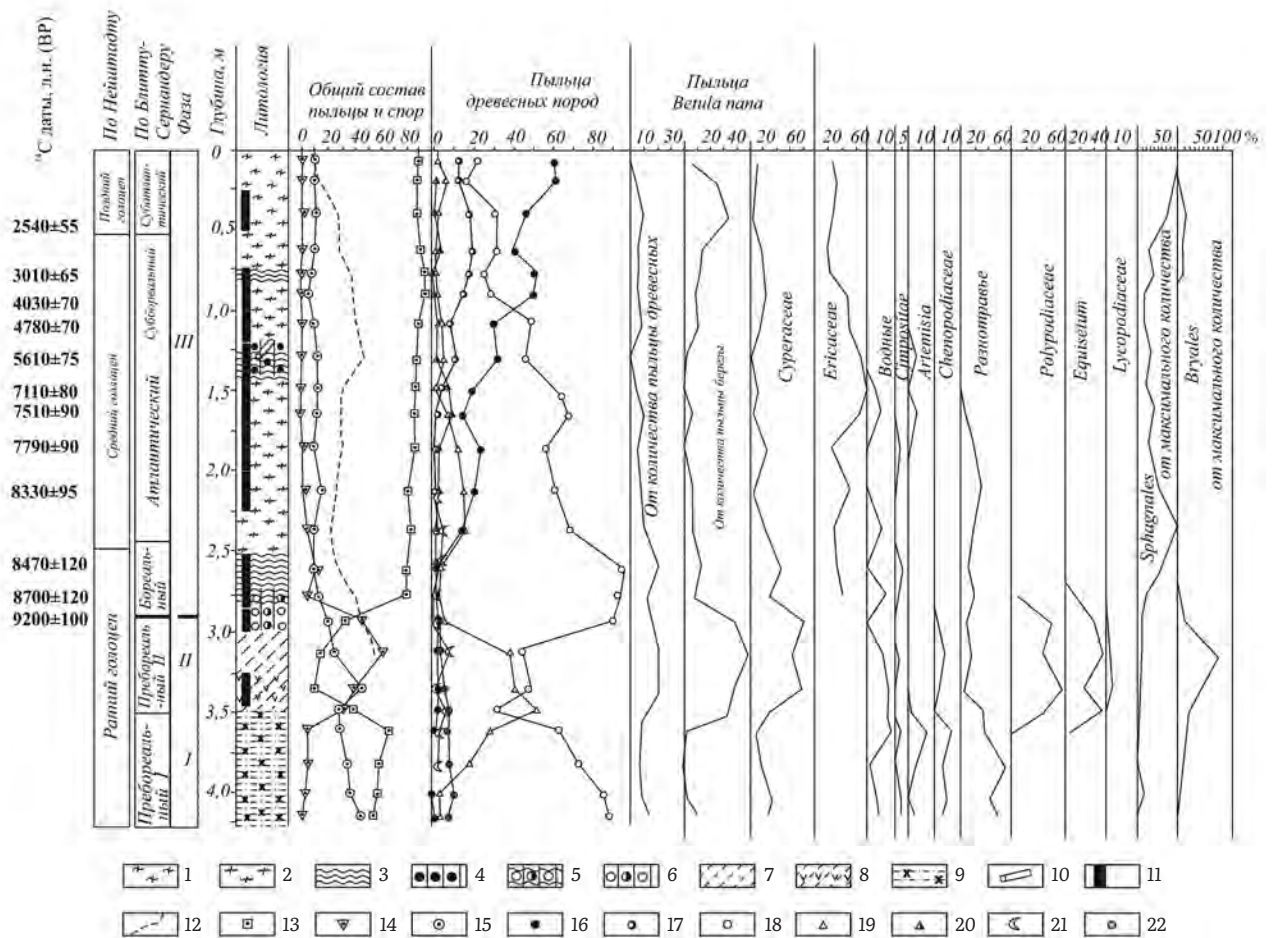 ¹⁴C даты, л.н. (BP)
По Нейштадту
По Блитту-Сернандеру
Фаза
Глубина, м
Литология
Общий состав
пыльцы и спор
Пыльца
древесных пород
Пыльца
Betula nana
0 20 40 60 80
0 20 40 60 80
10 30
20 40
20 60
20 60
10
5
10
10
20 60
20 60
20 40
10
50
50 100 %
От количества пыльцы древесных
От количества пыльцы березы
Cyperaceae
Ericaceae
Водные
Compositae
Artemisia
Chenopodiaceae
Разнотравье
Polypodiaceae
Equisetum
Lycopodiaceae
Sphagnales
от максимального количества
Bryales
от максимального количества
2540±55
3010±65
4030±70
4780±70
5610±75
7110±80
7510±90
7790±90
8330±95
8470±120
8700±120
9200±100
Поздний голоцен
Средний голоцен
Ранний голоцен
Субатлантический
Суббореальный
Атлантический
Бореальный
Пребореальный II
Пребореальный I
III
II
I
0
0,5
1,0
1,5
2,0
2,5
3,0
3,5
4,0
1 2 3 4 5 6 7 8 9 10 11
12 13 14 15 16 17 18 19 20 21 22